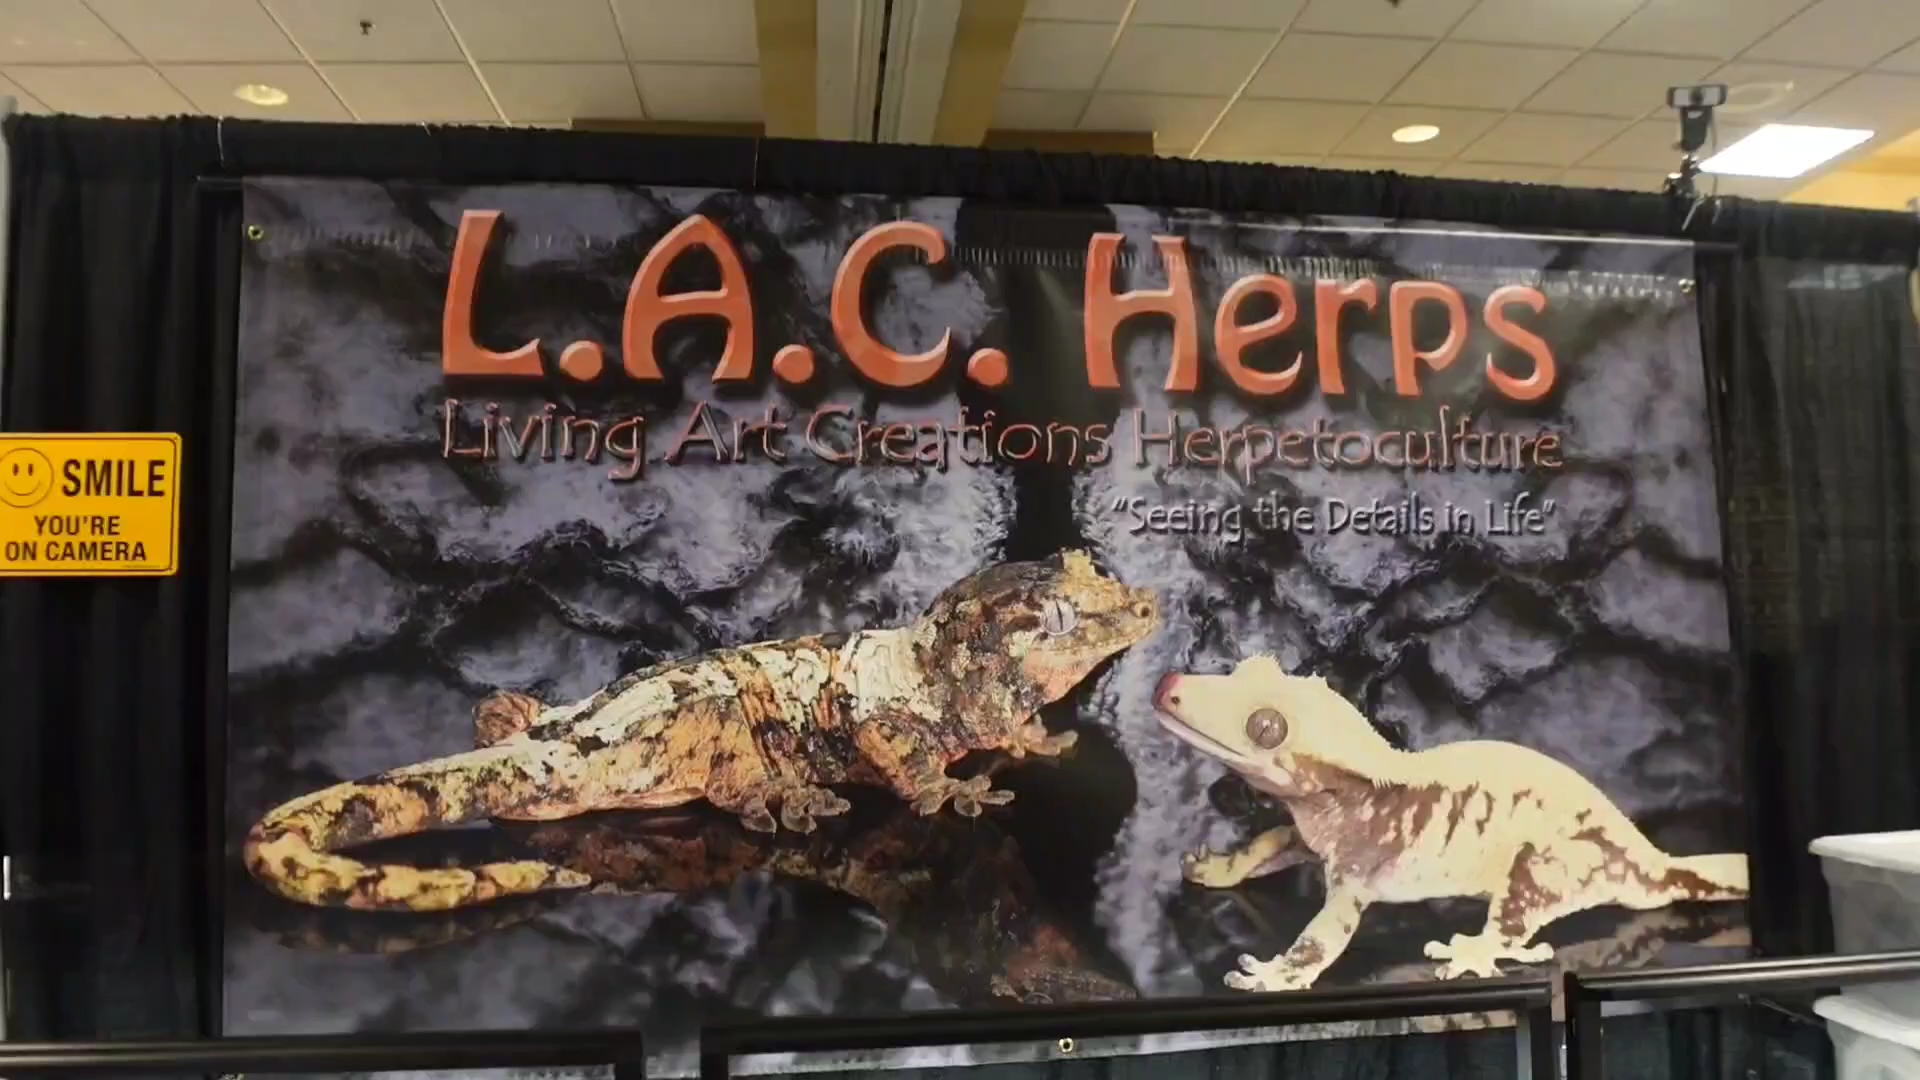 L.A.C. Herps
Living Art Creations Herpetoculture
"Seeing the Details in Life"
SMILE
YOU'RE
ON CAMERA